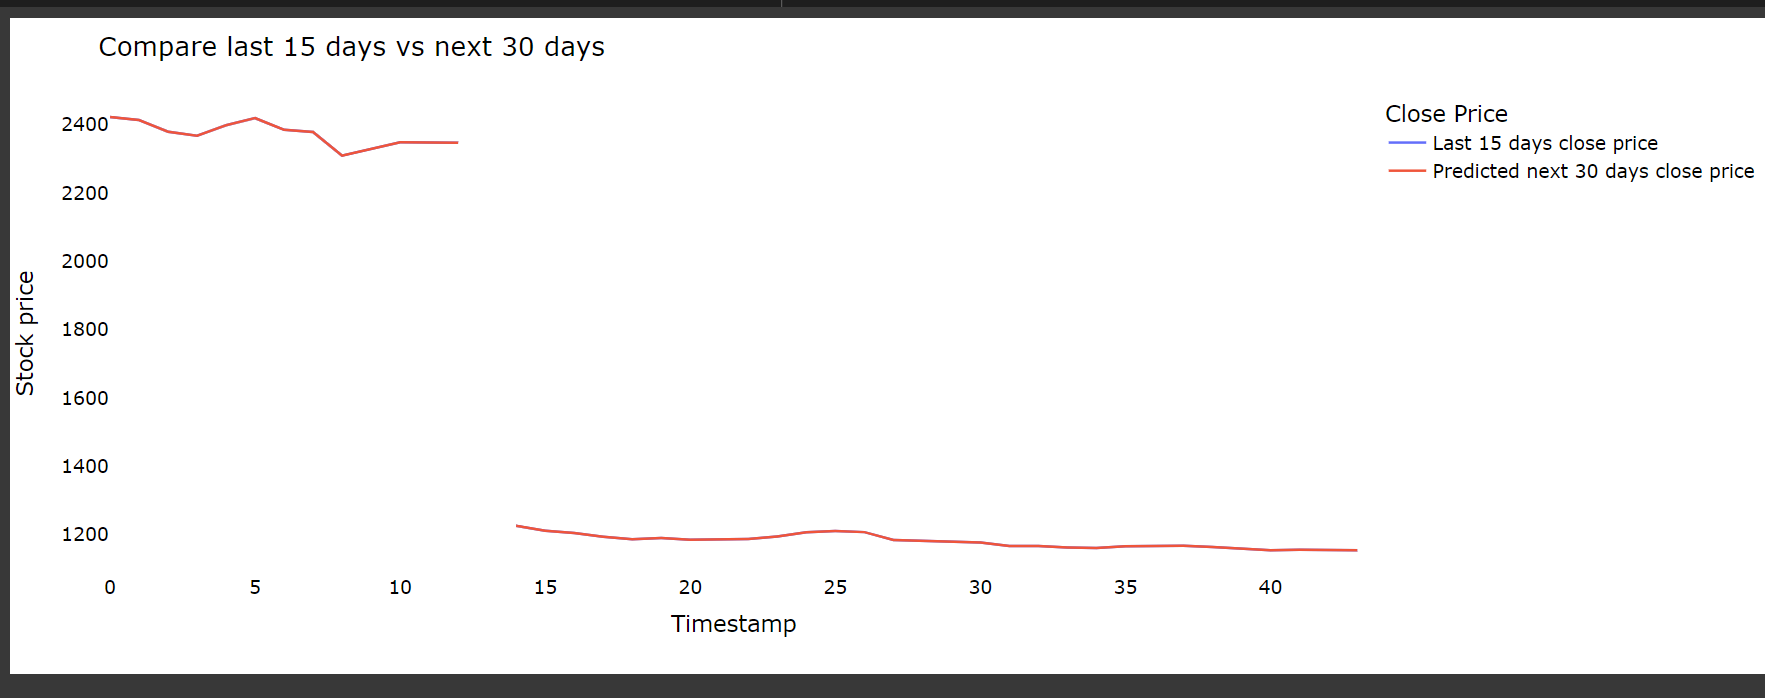 Compare last 15 days vs next 30 days
Close Price
Last 15 days close price
Predicted next 30 days close price
Stock price
2400
2200
2000
1800
1600
1400
1200
0 5 10 15 20 25 30 35 40
Timestamp